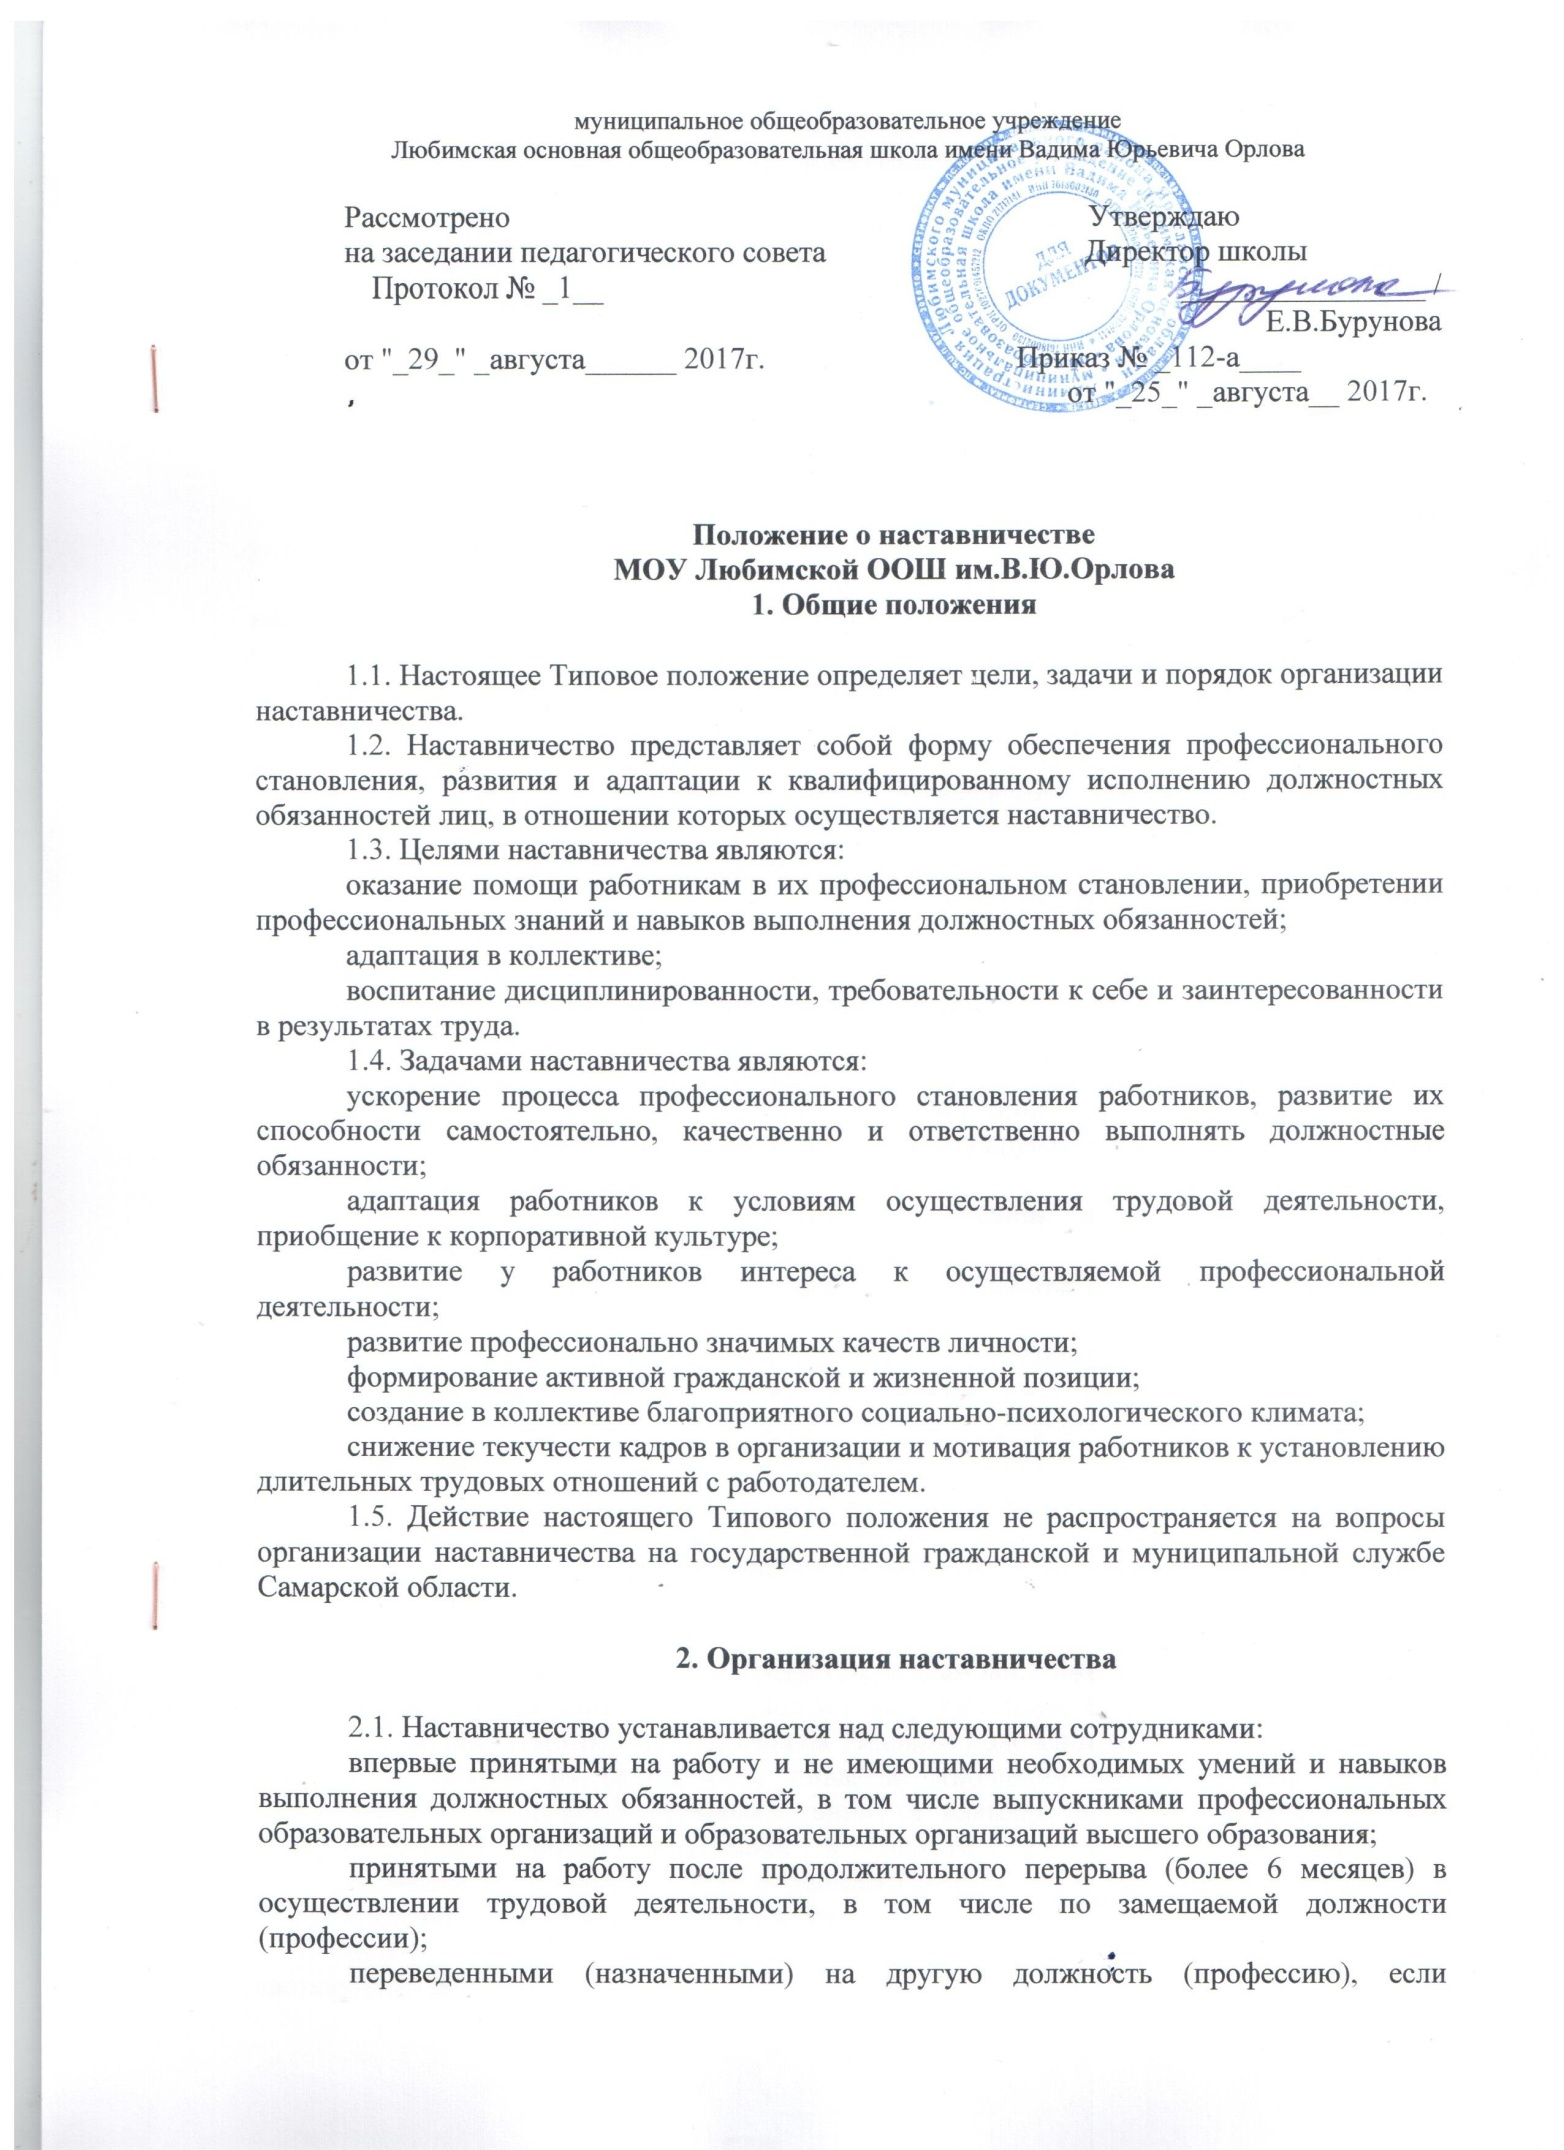 муниципальное общеобразовательное учреждение
Любимская основная общеобразовательная школа имени Вадима Юрьевича Орлова
Рассмотрено
на заседании педагогического совета
Протокол № _1__
от "_29_" _августа______ 2017г.
Утверждаю
Директор школы
________________ /
Е.В.Бурунова
Приказ № _112-а____
от "_25_" _августа__ 2017г.
ДЛЯ
ДОКУМЕНТОВ
Положение о наставничестве
МОУ Любимской ООШ им.В.Ю.Орлова
1. Общие положения
1.1. Настоящее Типовое положение определяет цели, задачи и порядок организации
наставничества.
1.2. Наставничество представляет собой форму обеспечения профессионального
становления, развития и адаптации к квалифицированному исполнению должностных
обязанностей лиц, в отношении которых осуществляется наставничество.
1.3. Целями наставничества являются:
оказание помощи работникам в их профессиональном становлении, приобретении
профессиональных знаний и навыков выполнения должностных обязанностей;
адаптация в коллективе;
воспитание дисциплинированности, требовательности к себе и заинтересованности
в результатах труда.
1.4. Задачами наставничества являются:
ускорение процесса профессионального становления работников, развитие их
способности самостоятельно, качественно и ответственно выполнять должностные
обязанности;
адаптация работников к условиям осуществления трудовой деятельности,
приобщение к корпоративной культуре;
развитие у работников интереса к осуществляемой профессиональной
деятельности;
развитие профессионально значимых качеств личности;
формирование активной гражданской и жизненной позиции;
создание в коллективе благоприятного социально-психологического климата;
снижение текучести кадров в организации и мотивация работников к установлению
длительных трудовых отношений с работодателем.
1.5. Действие настоящего Типового положения не распространяется на вопросы
организации наставничества на государственной гражданской и муниципальной службе
Самарской области.
2. Организация наставничества
2.1. Наставничество устанавливается над следующими сотрудниками:
впервые принятыми на работу и не имеющими необходимых умений и навыков
выполнения должностных обязанностей, в том числе выпускниками профессиональных
образовательных организаций и образовательных организаций высшего образования;
принятыми на работу после продолжительного перерыва (более 6 месяцев) в
осуществлении трудовой деятельности, в том числе по замещаемой должности
(профессии);
переведенными (назначенными) на другую должность (профессию), если